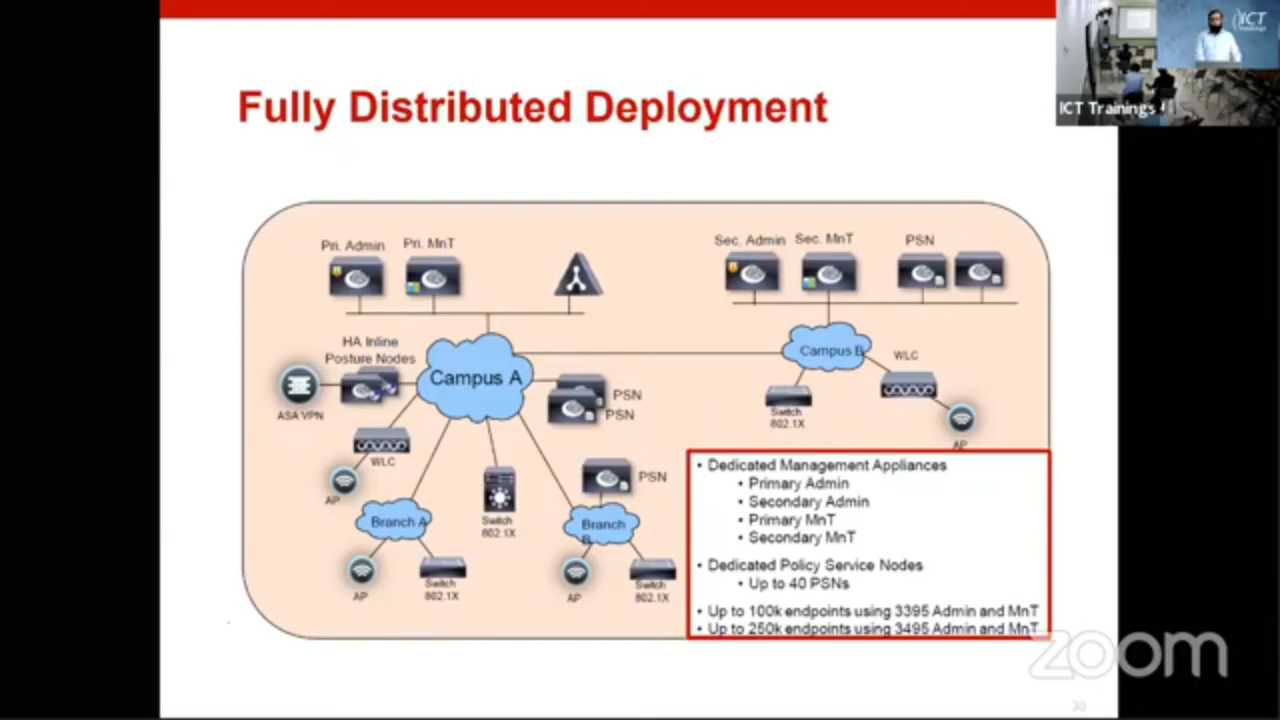 Fully Distributed Deployment
ICT
Trainings
ICT Trainings
Pri. Admin
Pri. MnT
Sec. Admin
Sec. MnT
PSN
HA Inline
Posture Nodes
Campus A
Campus B
WLC
ASA VPN
PSN
PSN
Switch
802.1X
AP
WLC
AP
PSN
Switch
802.1X
Branch A
Branch
B
AP
Switch
802.1X
AP
Switch
802.1X
• Dedicated Management Appliances
• Primary Admin
• Secondary Admin
• Primary MnT
• Secondary MnT
• Dedicated Policy Service Nodes
• Up to 40 PSNs
• Up to 100k endpoints using 3395 Admin and MnT
• Up to 250k endpoints using 3495 Admin and MnT
zoom
30